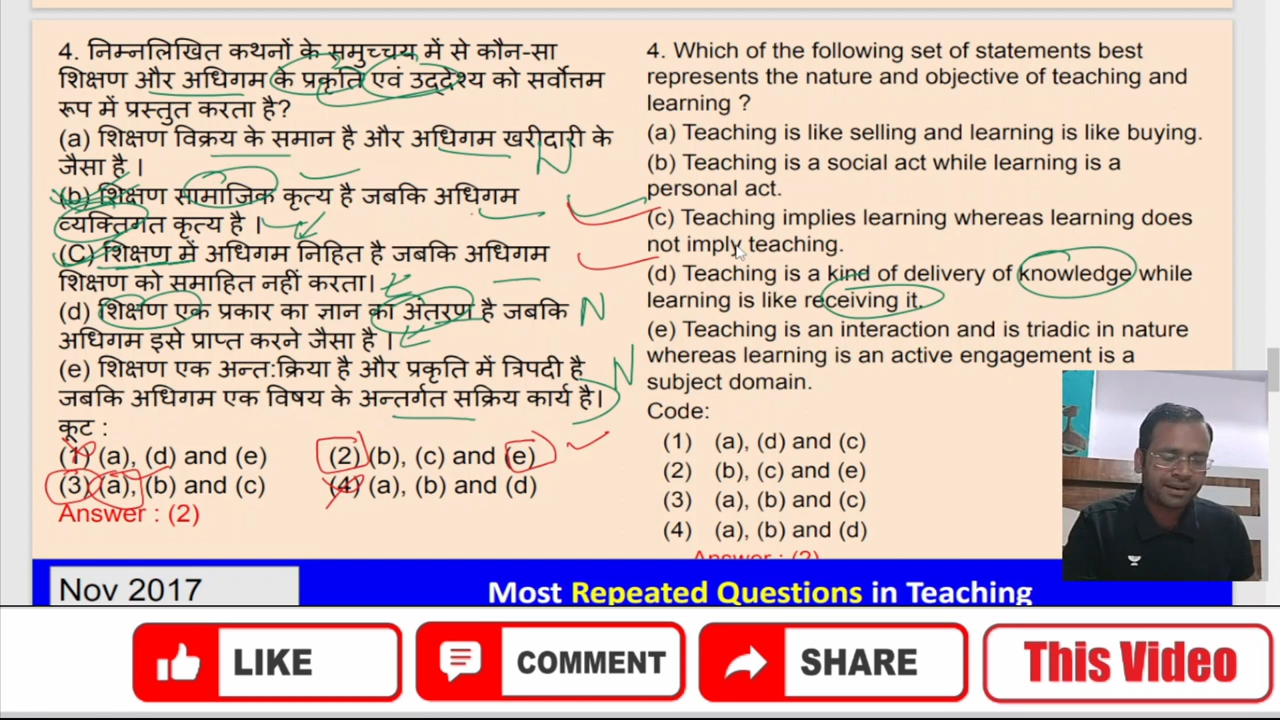 4. निम्नलिखित कथनों के समुच्चय में से कौन-सा
शिक्षण और अधिगम के प्रकृति एवं उद्देश्य को सर्वोत्तम
रूप में प्रस्तुत करता है?
(a) शिक्षण विक्रय के समान है और अधिगम खरीदारी के
जैसा है ।
(b) शिक्षण सामाजिक कृत्य है जबकि अधिगम
व्यक्तिगत कृत्य है ।
(C) शिक्षण में अधिगम निहित है जबकि अधिगम
शिक्षण को समाहित नहीं करता।
(d) शिक्षण एक प्रकार का ज्ञान का अंतरण है जबकि
अधिगम इसे प्राप्त करने जैसा है ।
(e) शिक्षण एक अन्त:क्रिया है और प्रकृति में त्रिपदी है
जबकि अधिगम एक विषय के अन्तर्गत सक्रिय कार्य है।
कूट :
(1) (a), (d) and (e) (2) (b), (c) and (e)
(3) (a), (b) and (c) (4) (a), (b) and (d)
Answer : (2)
N
N
N
4. Which of the following set of statements best
represents the nature and objective of teaching and
learning ?
(a) Teaching is like selling and learning is like buying.
(b) Teaching is a social act while learning is a
personal act.
(c) Teaching implies learning whereas learning does
not imply teaching.
(d) Teaching is a kind of delivery of knowledge while
learning is like receiving it.
(e) Teaching is an interaction and is triadic in nature
whereas learning is an active engagement is a
subject domain.
Code:
(1) (a), (d) and (c)
(2) (b), (c) and (e)
(3) (a), (b) and (c)
(4) (a), (b) and (d)
Answer : (2)
Nov 2017
Most Repeated Questions in Teaching
LIKE
COMMENT
SHARE
This Video